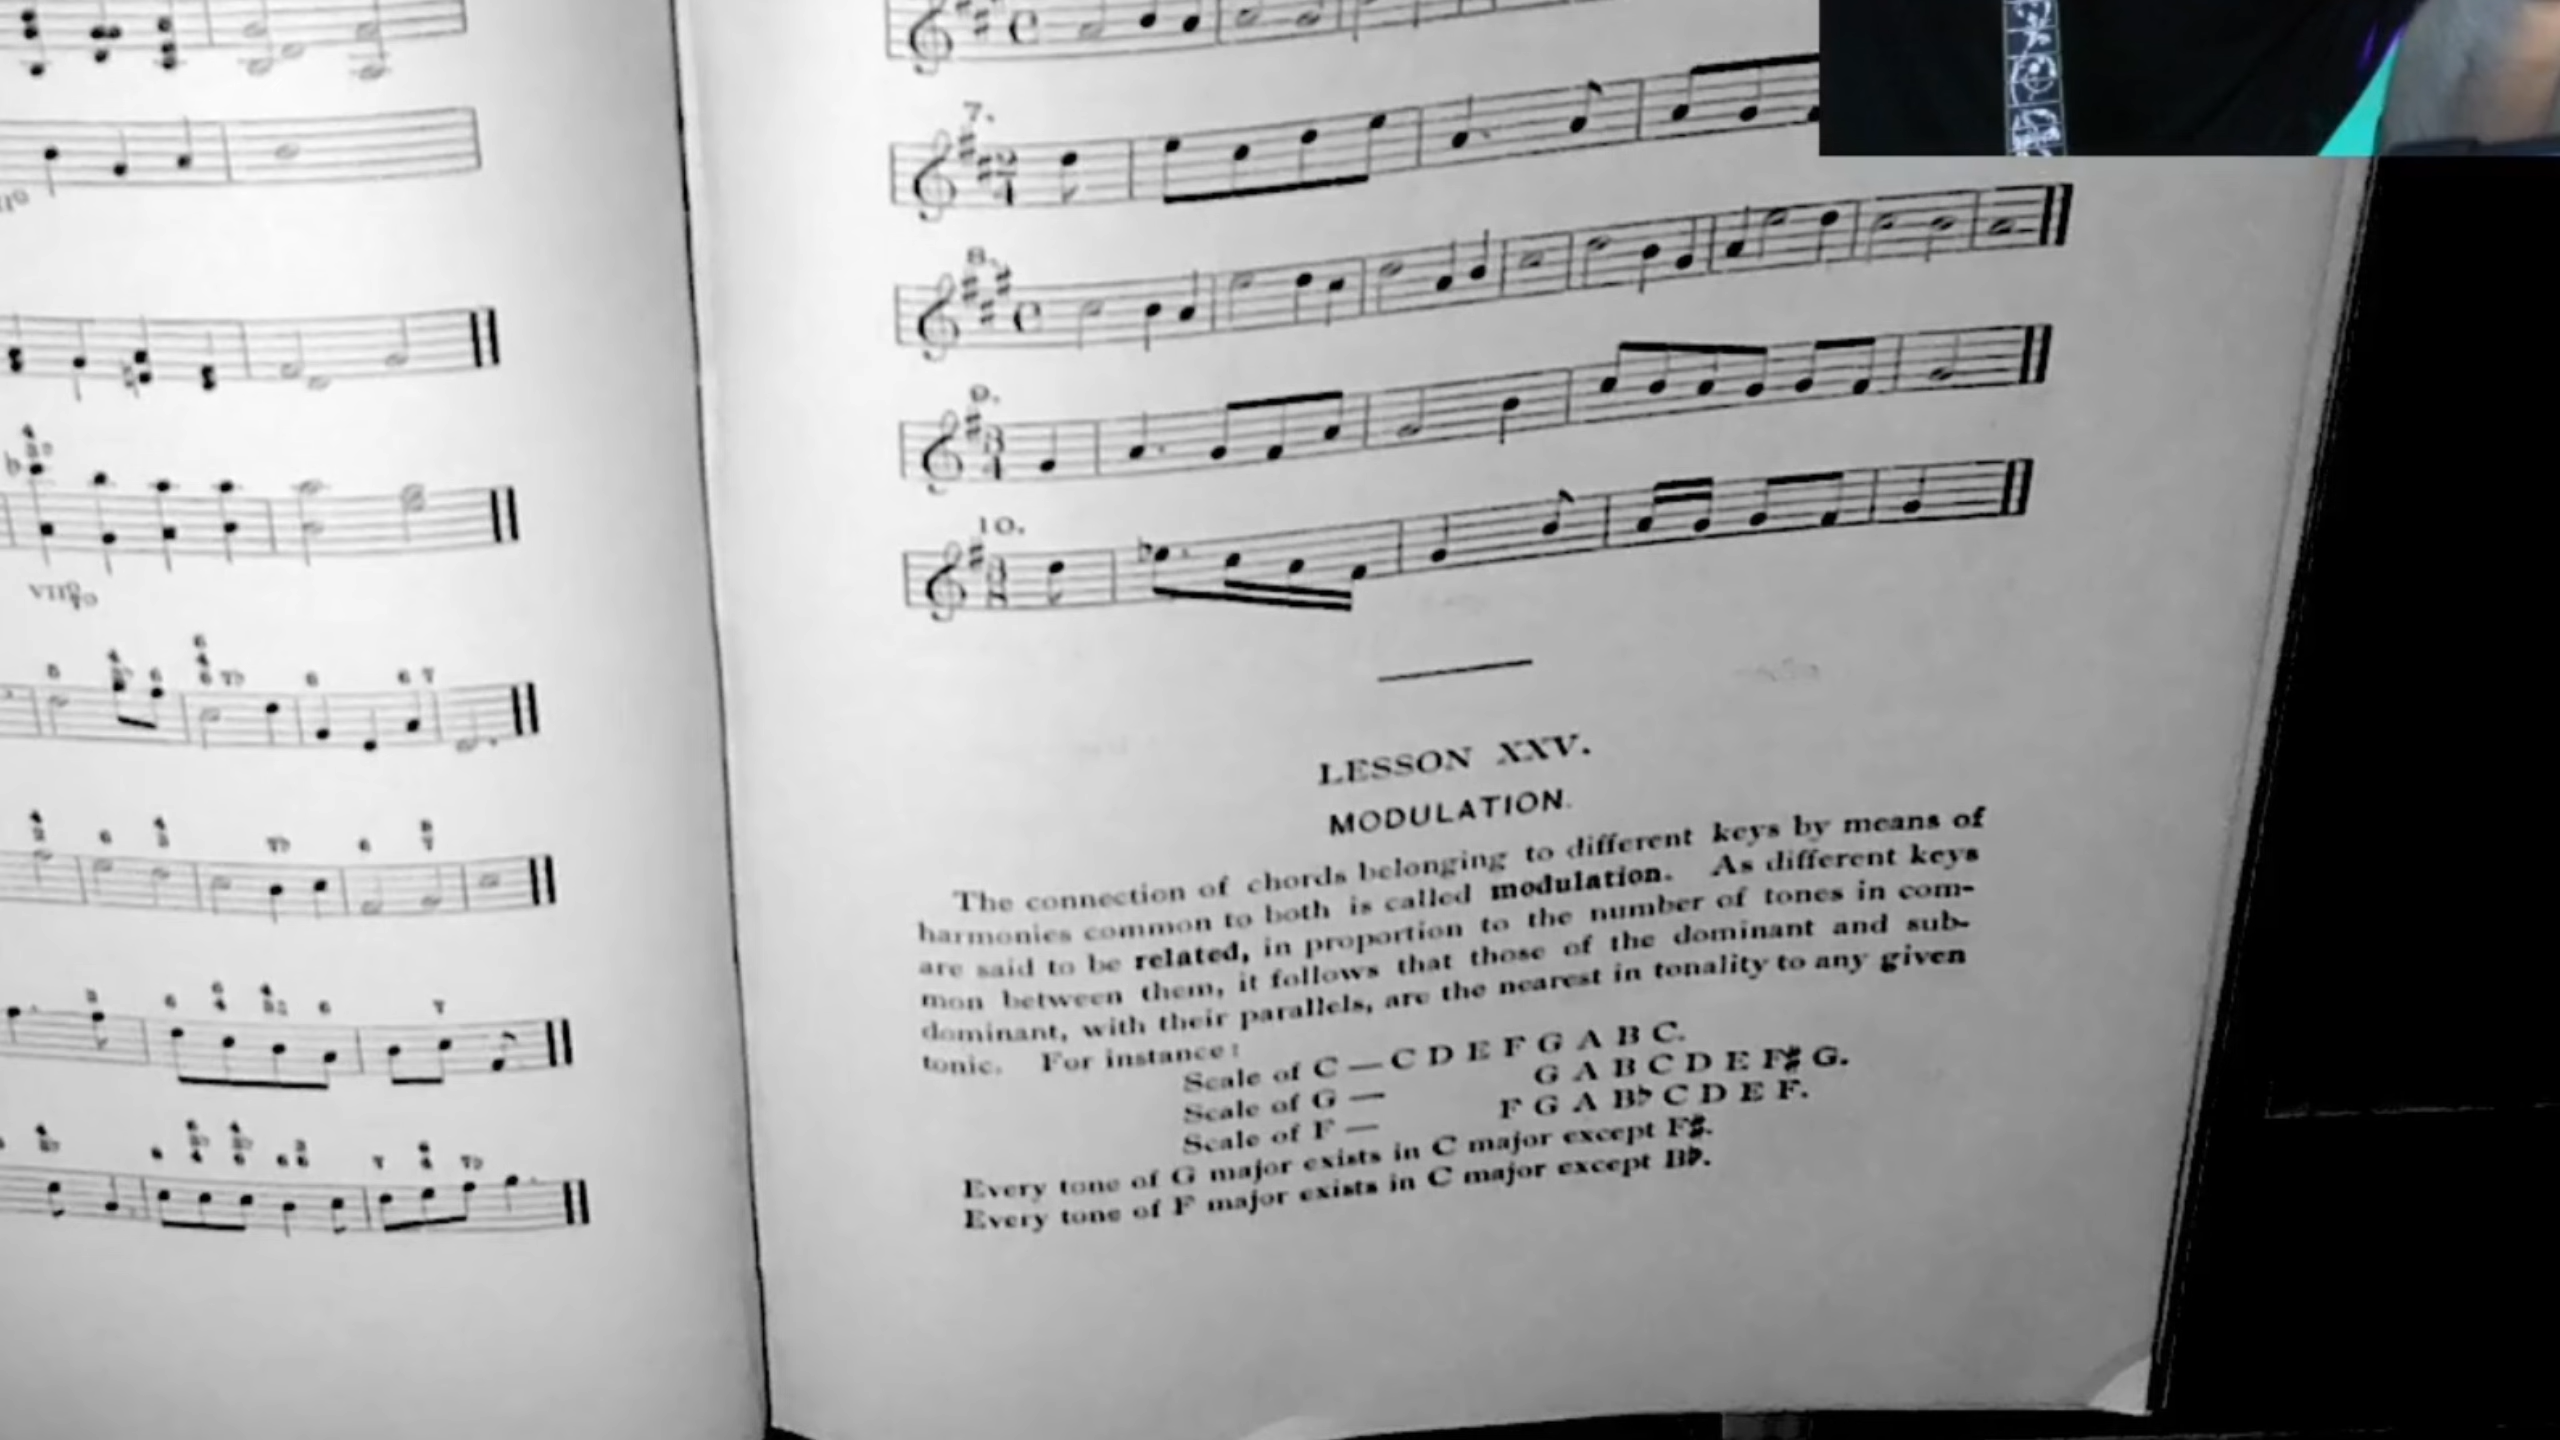 7.
8.
9.
10.
LESSON XXV.
MODULATION.
The connection of chords belonging to different keys by means of
harmonies common to both is called modulation. As different keys
are said to be related, in proportion to the number of tones in com-
mon between them, it follows that those of the dominant and sub-
dominant, with their parallels, are the nearest in tonality to any given
tonic. For instance:
Scale of C — C D E F G A B C.
Scale of G — G A B C D E F♯ G.
Scale of F — F G A B♭ C D E F.
Every tone of G major exists in C major except F♯.
Every tone of F major exists in C major except B♭.